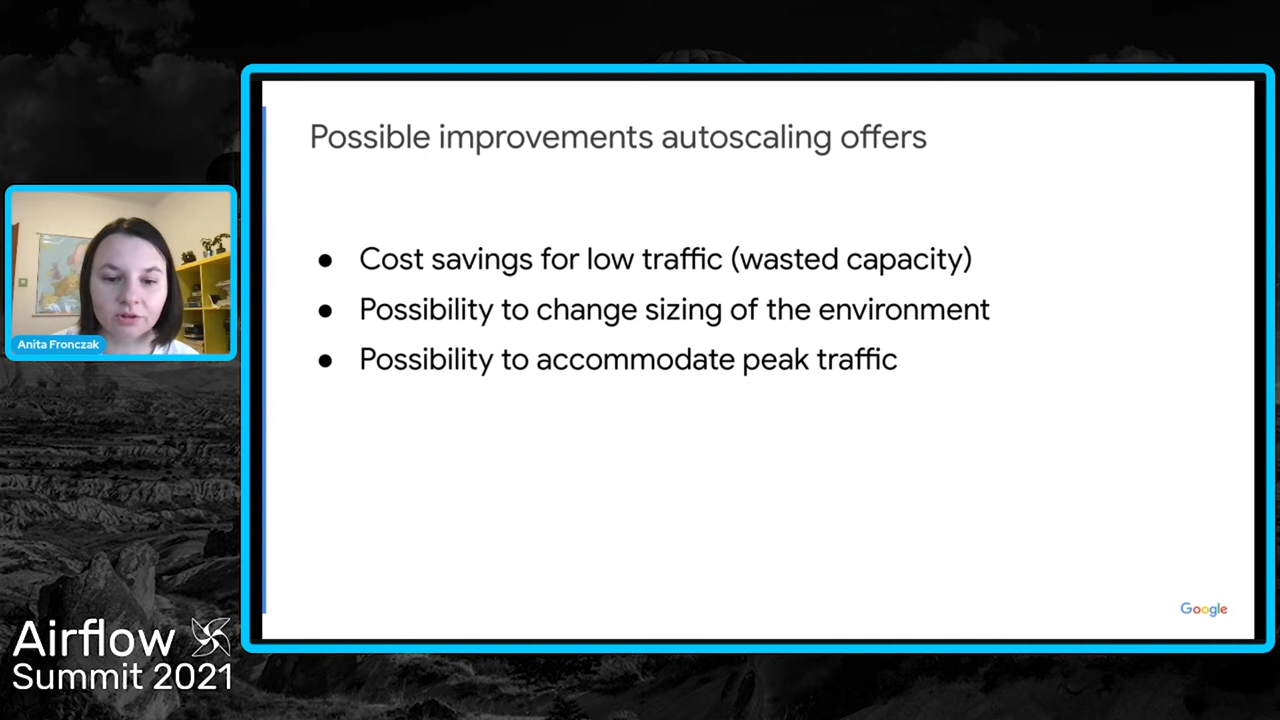 Possible improvements autoscaling offers
● Cost savings for low traffic (wasted capacity)
● Possibility to change sizing of the environment
● Possibility to accommodate peak traffic
Google
Anita Fronczak
Airflow
Summit 2021